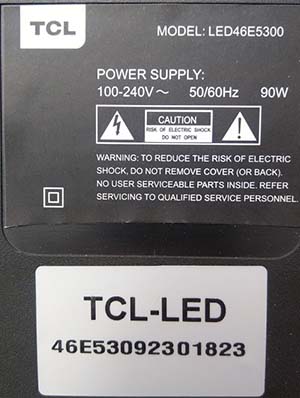 TCL MODEL: LED46E5300
POWER SUPPLY:
100-240V～ 50/60Hz 90W
CAUTION
RISK OF ELECTRIC SHOCK
DO NOT OPEN
WARNING: TO REDUCE THE RISK OF ELECTRIC
SHOCK, DO NOT REMOVE COVER (OR BACK).
NO USER SERVICEABLE PARTS INSIDE. REFER
SERVICING TO QUALIFIED SERVICE PERSONNEL.
TCL-LED
46E53092301823